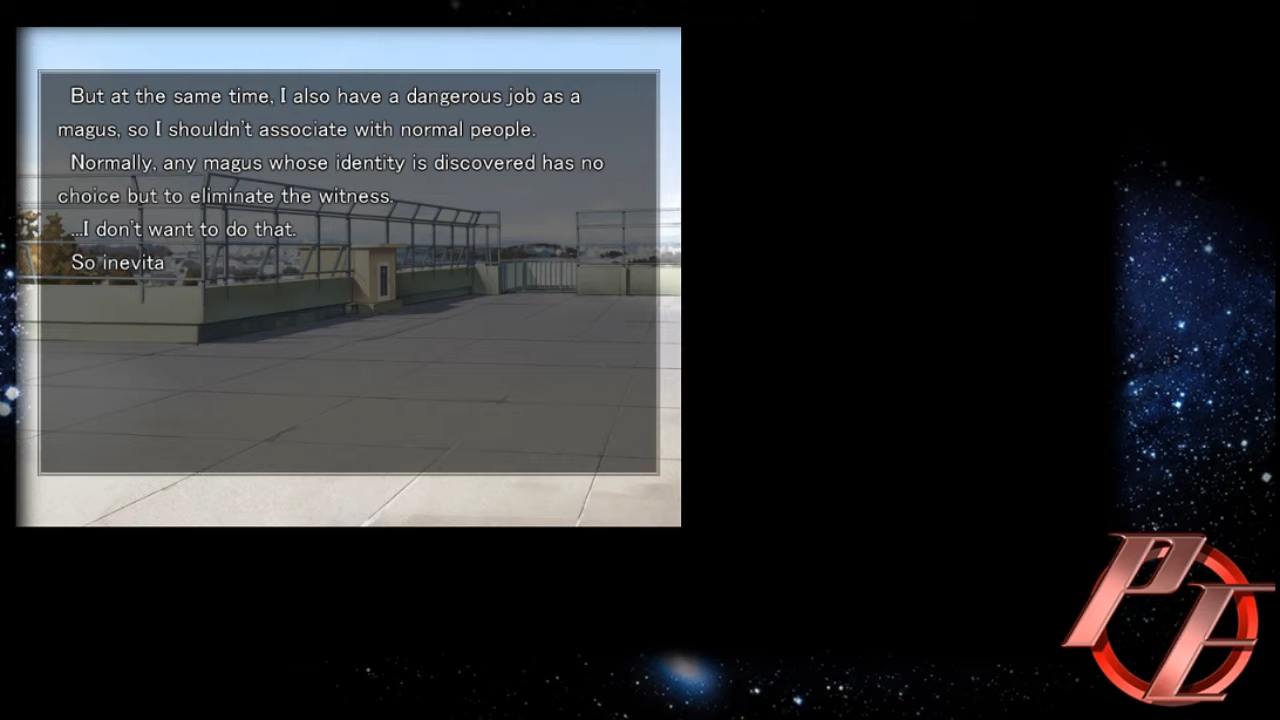 But at the same time, I also have a dangerous job as a
magus, so I shouldn't associate with normal people.
Normally, any magus whose identity is discovered has no
choice but to eliminate the witness.
...I don't want to do that.
So inevita
PE